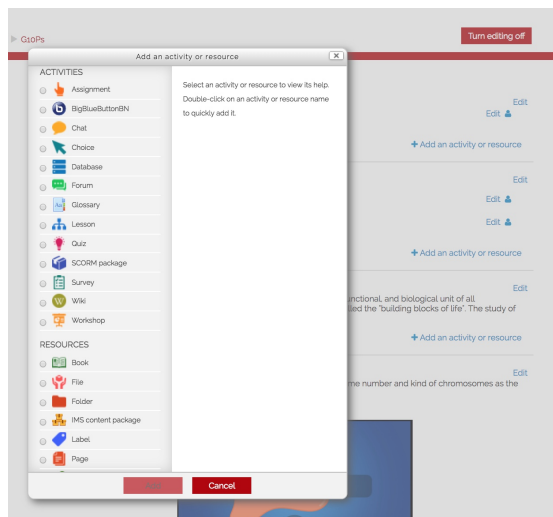 G10Ps
Turn editing off
Add an activity or resource
ACTIVITIES
Assignment
BigBlueButtonBN
Chat
Choice
Database
Forum
Glossary
Lesson
Quiz
SCORM package
Survey
Wiki
Workshop
RESOURCES
Book
File
Folder
IMS content package
Label
Page
Select an activity or resource to view its help.
Double-click on an activity or resource name
to quickly add it.
Cancel
Edit
Edit
+ Add an activity or resource
Edit
Edit
Edit
+ Add an activity or resource
Edit
unctional, and biological unit of all
lled the "building blocks of life". The study of
+ Add an activity or resource
Edit
me number and kind of chromosomes as the